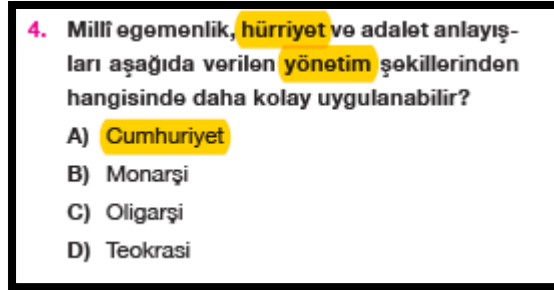 4. Millî egemenlik, hürriyet ve adalet anlayış-
ları aşağıda verilen yönetim şekillerinden
hangisinde daha kolay uygulanabilir?
A) Cumhuriyet
B) Monarşi
C) Oligarşi
D) Teokrasi